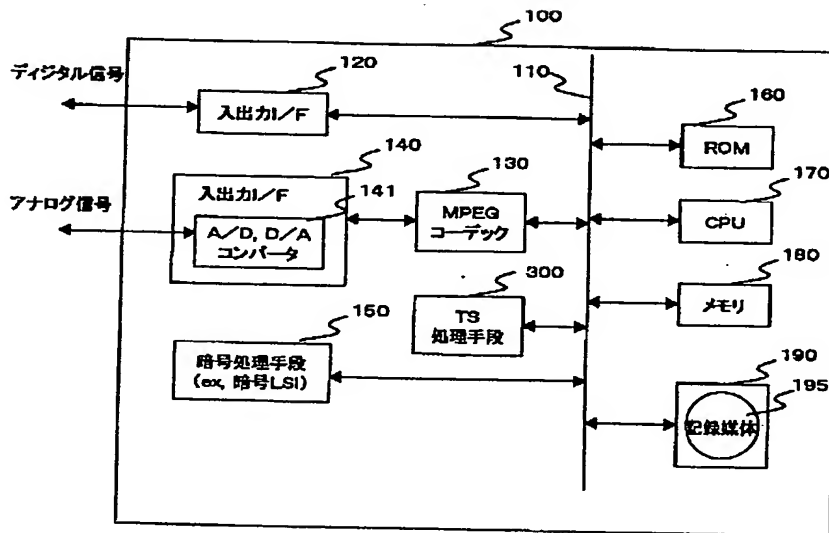 100
ディジタル信号
120
入出力I/F
110
160
ROM
140
入出力I/F
141
A/D, D/A
コンバータ
アナログ信号
130
MPEG
コーデック
170
CPU
300
TS
処理手段
180
メモリ
150
暗号処理手段
(ex, 暗号LSI)
190
195
記録媒体